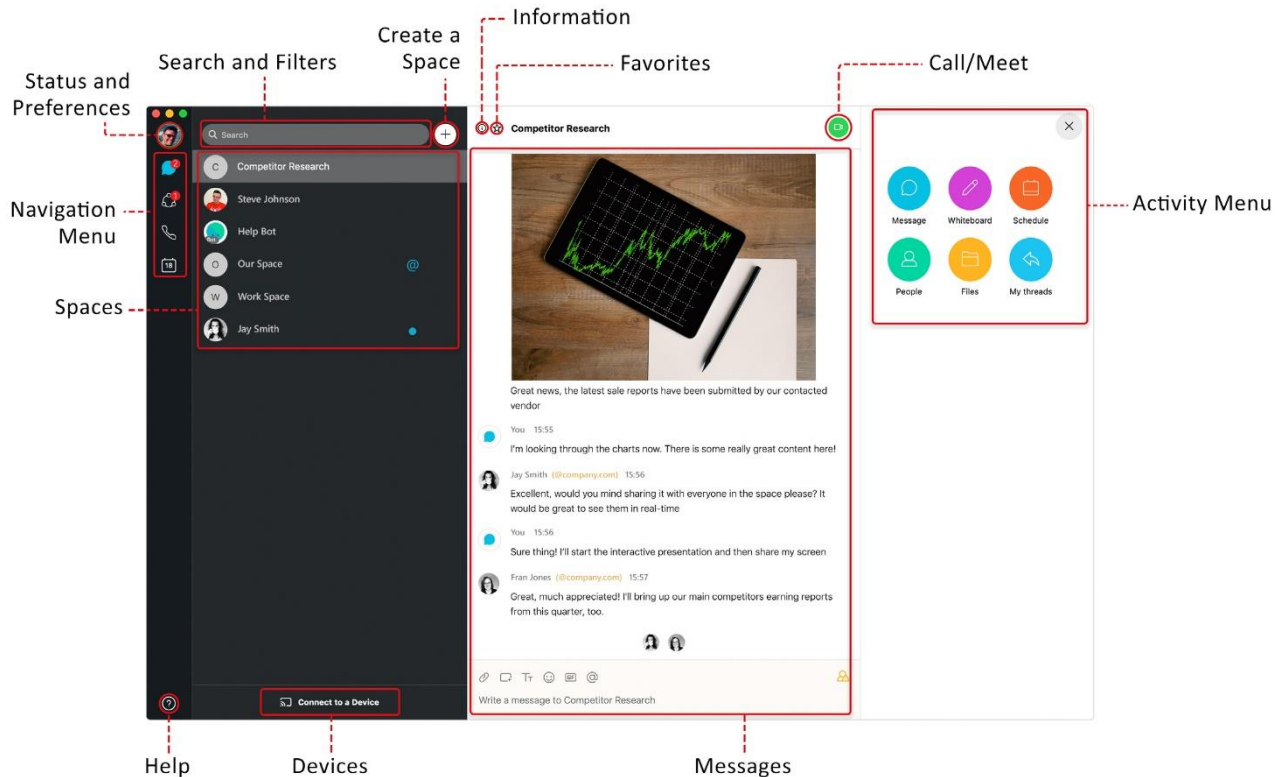 Information
Create a
Space
Search and Filters
Favorites
Call/Meet
Status and
Preferences
Search
Competitor Research
2
C Competitor Research
Message
Whiteboard
Schedule
Activity Menu
Navigation
Menu
1
Steve Johnson
Help Bot
18
O Our Space @
People
Files
My threads
Spaces
W Work Space
Jay Smith
Great news, the latest sale reports have been submitted by our contacted
vendor
You 15:55
I'm looking through the charts now. There is some really great content here!
Jay Smith (@company.com) 15:56
Excellent, would you mind sharing it with everyone in the space please? It
would be great to see them in real-time
You 15:56
Sure thing! I'll start the interactive presentation and then share my screen
Fran Jones (@company.com) 15:57
Great, much appreciated! I'll bring up our main competitors earning reports
from this quarter, too.
Tт GIF @
Write a message to Competitor Research
? Connect to a Device
Help
Devices
Messages